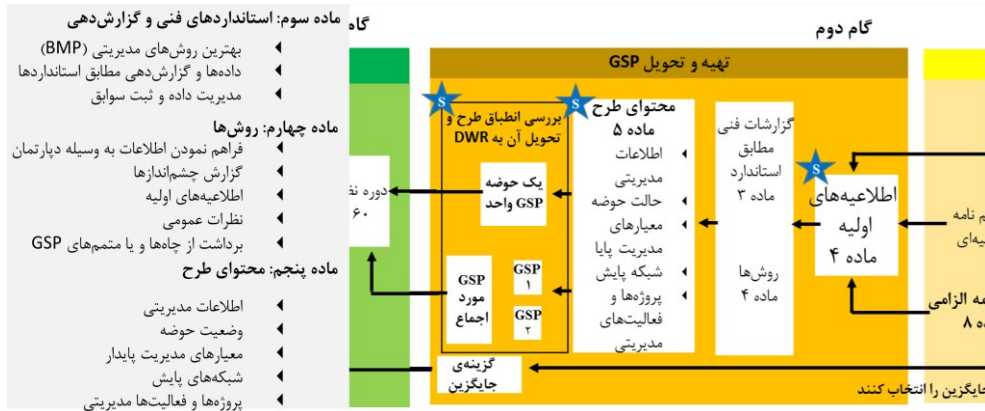 ماده سوم: استانداردهای فنی و گزارش‌دهی
بهترین روش‌های مدیریتی (BMP)
داده‌ها و گزارش‌دهی مطابق استانداردها
مدیریت داده و ثبت سوابق
ماده چهارم: روش‌ها
فراهم نمودن اطلاعات به وسیله دپارتمان
گزارش چشم‌اندازها
اطلاعیه‌های اولیه
نظرات عمومی
برداشت از چاه‌ها و یا متمم‌های GSP
ماده پنجم: محتوای طرح
اطلاعات مدیریتی
وضعیت حوضه
معیارهای مدیریت پایدار
شبکه‌های پایش
پروژه‌ها و فعالیت‌ها مدیریتی
گام دوم
تهیه و تحویل GSP
اطلاعیه‌های
اولیه
ماده ۴
گزارشات فنی
مطابق
استاندارد
ماده ۳
روش‌ها
ماده ۴
محتوای طرح
ماده ۵
اطلاعات
مدیریتی
حالت حوضه
معیارهای
مدیریت پایا
شبکه پایش
پروژه‌ها و
فعالیت‌های
مدیریتی
بررسی انطباق طرح و
تحویل آن به DWR
یک حوضه
GSP واحد
GSP
۱
GSP
۲
GSP
مورد
اجماع
گزینه‌ی
جایگزین
گا
دوره
۶۰
نامه
الزامی
۸
جایگزین را انتخاب کنند
S
S
S